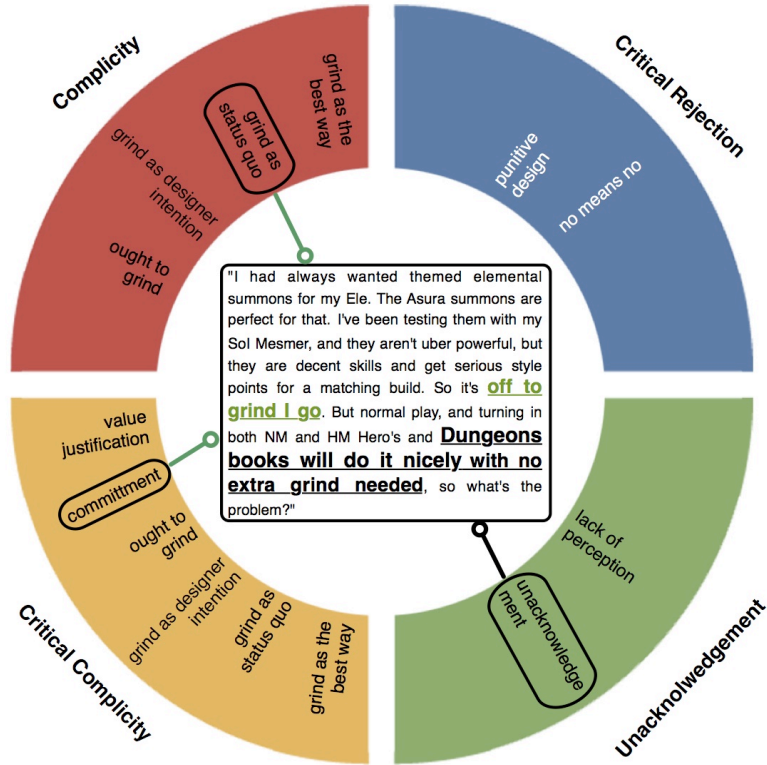 Complicity
Critical Rejection
grind as the
best way
grind as
status quo
grind as designer
intention
ought to
grind
punitive
design
no means no
"I had always wanted themed elemental
summons for my Ele. The Asura summons are
perfect for that. I've been testing them with my
Sol Mesmer, and they aren't uber powerful, but
they are decent skills and get serious style
points for a matching build. So it's off to
grind I go. But normal play, and turning in
both NM and HM Hero's and Dungeons
books will do it nicely with no
extra grind needed, so what's the
problem?"
value
justification
committment
ought to
grind
grind as designer
intention
grind as
status quo
grind as the
best way
lack of
perception
unacknowledge
ment
Critical Complicity
Unacknolwedgement